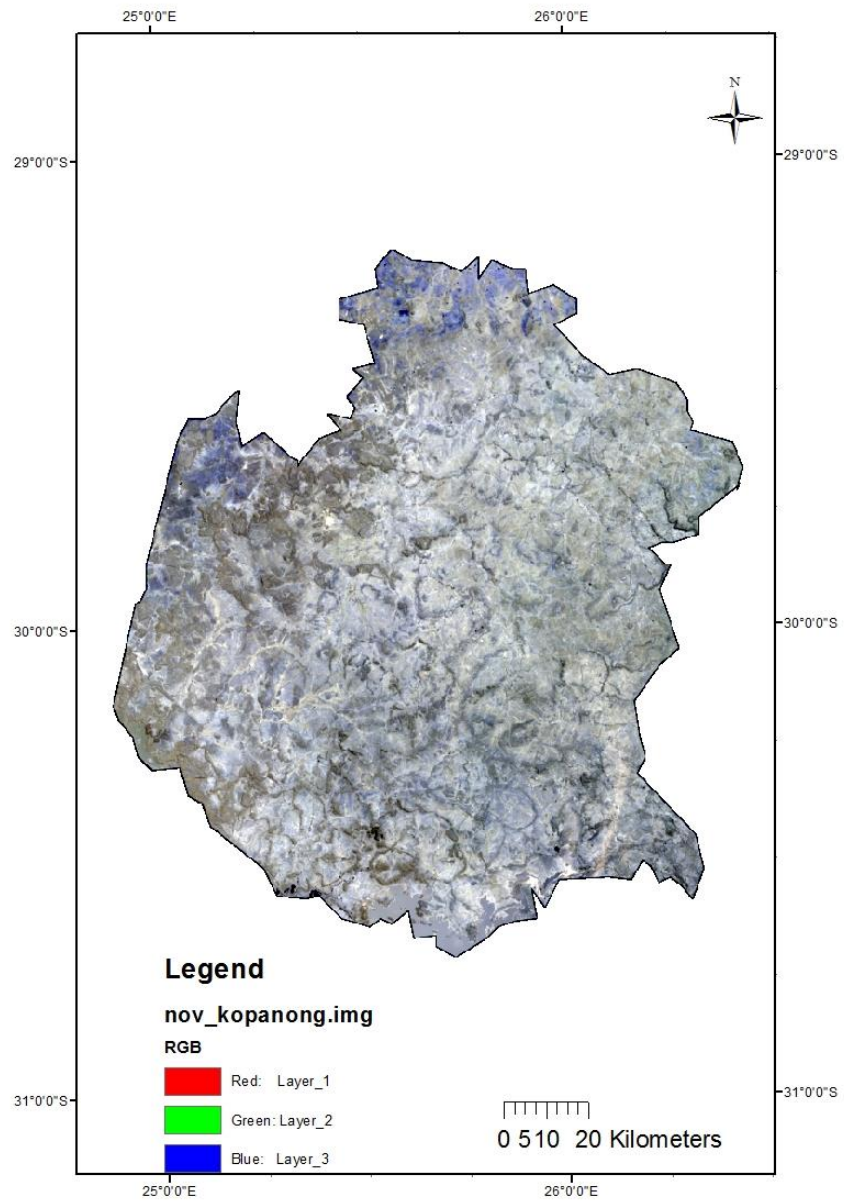 25°0'0"E 26°0'0"E
N
29°0'0"S 29°0'0"S
30°0'0"S 30°0'0"S
Legend
nov_kopanong.img
RGB
Red: Layer_1
Green: Layer_2
Blue: Layer_3
31°0'0"S 31°0'0"S
0 5 10 20 Kilometers
25°0'0"E 26°0'0"E